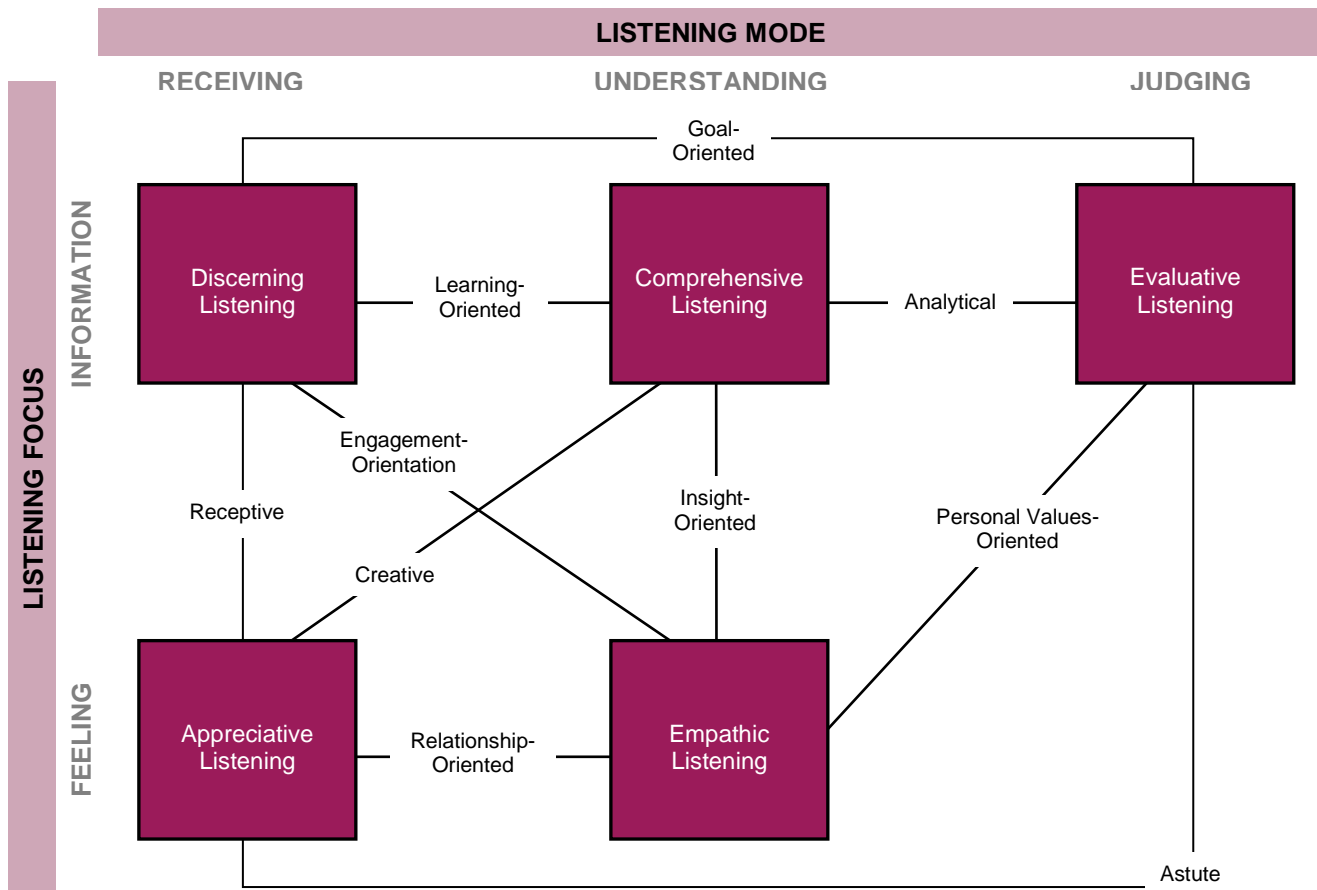 LISTENING MODE
RECEIVING
UNDERSTANDING
JUDGING
LISTENING FOCUS
INFORMATION
FEELING
Goal-
Oriented
Discerning
Listening
Learning-
Oriented
Comprehensive
Listening
Analytical
Evaluative
Listening
Engagement-
Orientation
Receptive
Insight-
Oriented
Personal Values-
Oriented
Creative
Appreciative
Listening
Relationship-
Oriented
Empathic
Listening
Astute